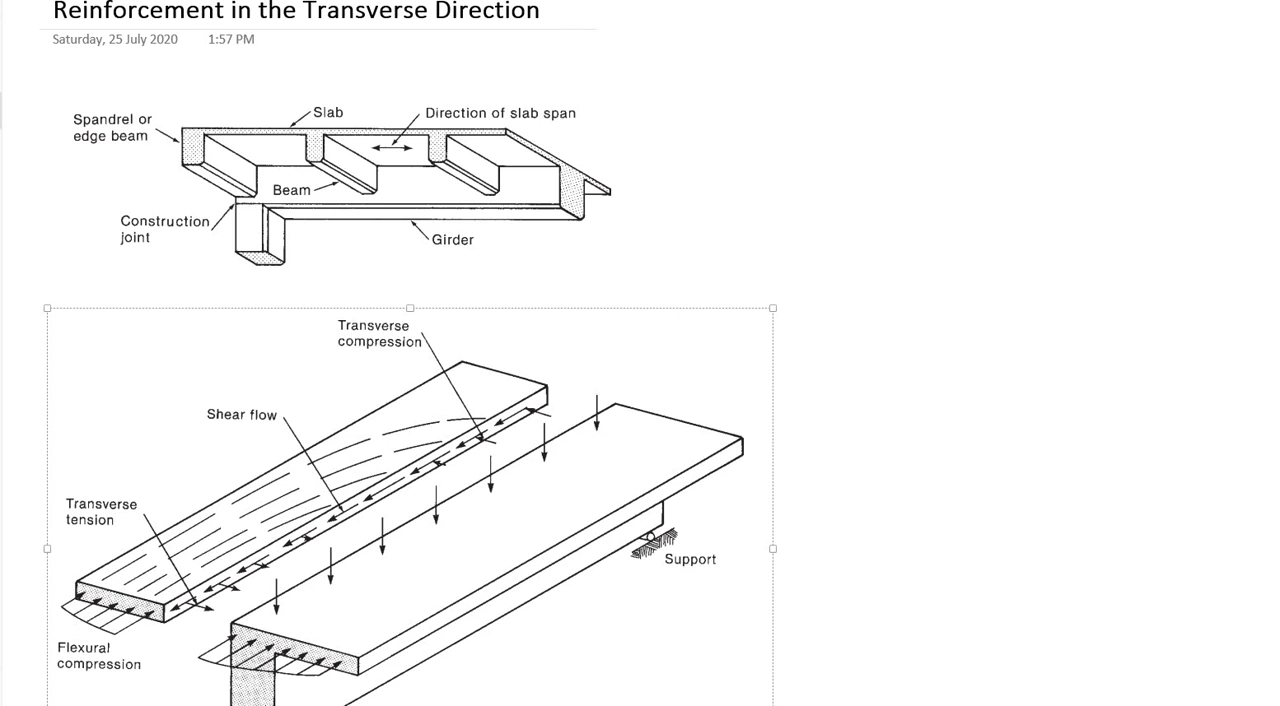 Reinforcement in the Transverse Direction
Saturday, 25 July 2020 1:57 PM
Spandrel or
edge beam
Slab
Direction of slab span
Beam
Construction
joint
Girder
Transverse
compression
Shear flow
Transverse
tension
Support
Flexural
compression